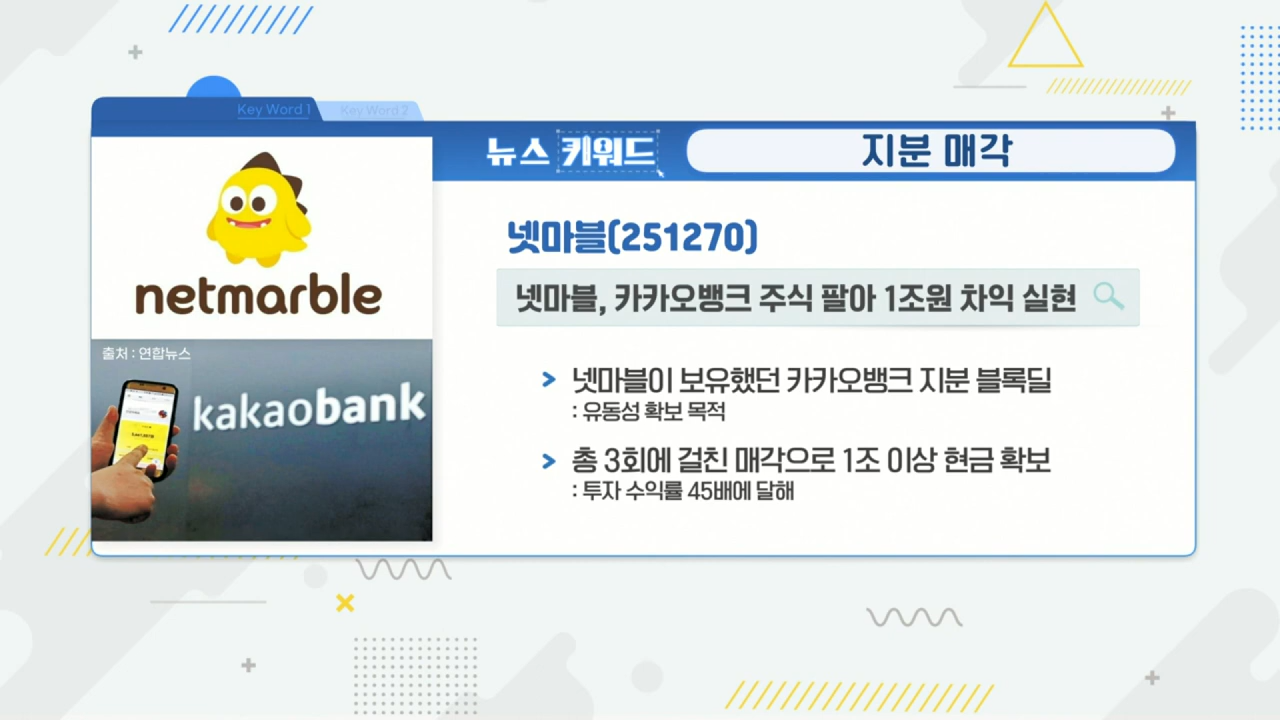 Key Word 1
Key Word 2
뉴스 키워드
지분 매각
netmarble
넷마블(251270)
넷마블, 카카오뱅크 주식 팔아 1조원 차익 실현
출처 : 연합뉴스
kakaobank
넷마블이 보유했던 카카오뱅크 지분 블록딜
: 유동성 확보 목적
총 3회에 걸친 매각으로 1조 이상 현금 확보
: 투자 수익률 45배에 달해